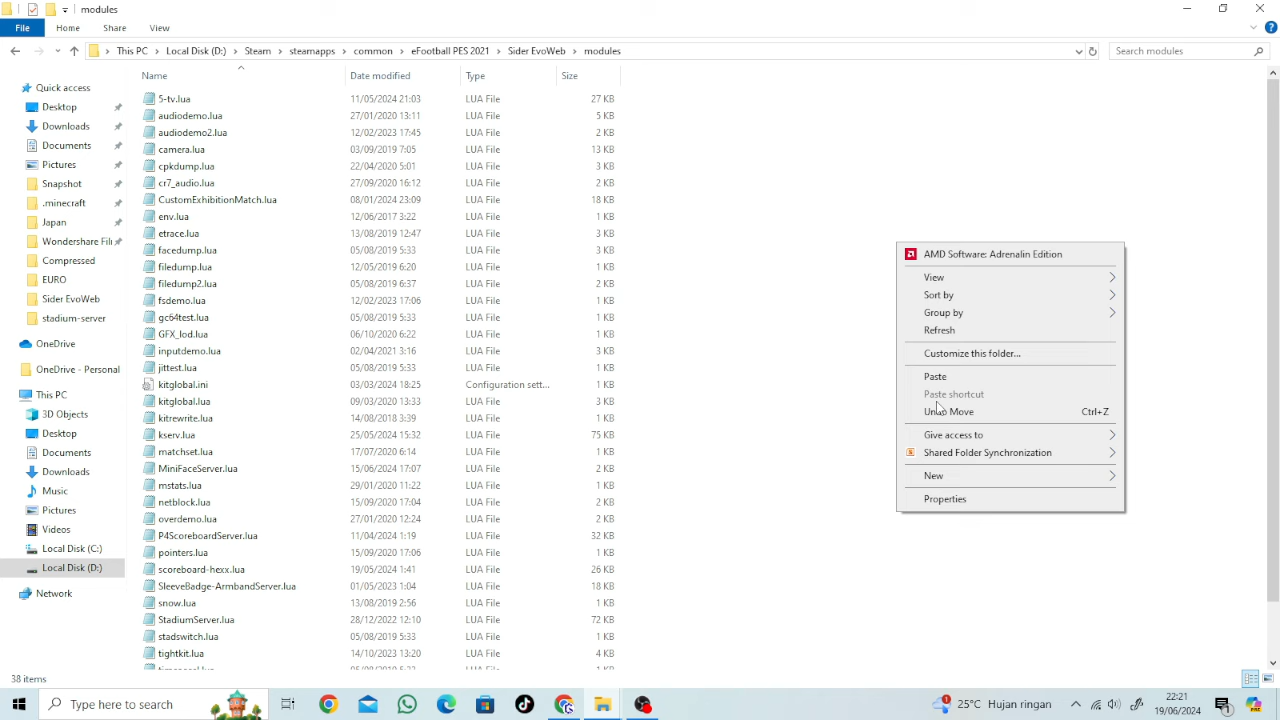 modules
File Home Share View
This PC Local Disk (D:) Steam steamapps common eFootball PES 2021 Sider EvoWeb modules Search modules
Name Date modified Type Size
Quick access
Desktop
Downloads
Documents
Pictures
Snapshot
.minecraft
Japan
Wondershare Fil
Compressed
EURO
Sider EvoWeb
stadium-server
OneDrive
OneDrive - Personal
This PC
3D Objects
Desktop
Documents
Downloads
Music
Pictures
Videos
Local Disk (C:)
Local Disk (D:)
Network
5-tv.lua 11/05/2024 21:03 LUA File 27 KB
audiodemo.lua 27/01/2020 13:11 LUA File 5 KB
audiodemo2.lua 12/02/2023 17:45 LUA File 2 KB
camera.lua 03/09/2019 7:05 LUA File 13 KB
cpkdump.lua 22/04/2020 5:01 LUA File 3 KB
cr7_audio.lua 27/09/2020 16:12 LUA File 2 KB
CustomExhibitionMatch.lua 08/01/2024 23:09 LUA File 18 KB
env.lua 12/06/2017 3:22 LUA File 1 KB
etrace.lua 13/08/2019 12:47 LUA File 3 KB
facedump.lua 05/08/2019 5:33 LUA File 3 KB
filedump.lua 12/05/2019 6:20 LUA File 1 KB
filedump2.lua 05/08/2019 6:37 LUA File 2 KB
fsdemo.lua 12/02/2023 17:06 LUA File 1 KB
gc64test.lua 05/08/2019 5:33 LUA File 1 KB
GFX_lod.lua 06/10/2020 6:22 LUA File 1 KB
inputdemo.lua 02/04/2021 3:16 LUA File 3 KB
jittest.lua 05/08/2019 5:33 LUA File 1 KB
kitglobal.ini 03/03/2024 18:25 Configuration sett... 1 KB
kitglobal.lua 09/03/2020 13:33 LUA File 3 KB
kitrewrite.lua 14/08/2018 3:39 LUA File 1 KB
kserv.lua 25/05/2024 15:32 LUA File 75 KB
matchset.lua 17/07/2020 6:14 LUA File 1 KB
MiniFaceServer.lua 15/06/2024 17:07 LUA File 2 KB
mstats.lua 29/01/2020 11:22 LUA File 1 KB
netblock.lua 15/09/2020 17:04 LUA File 2 KB
overdemo.lua 27/01/2020 12:24 LUA File 2 KB
P4ScoreboardServer.lua 11/04/2024 1:19 LUA File 32 KB
pointers.lua 15/09/2020 17:06 LUA File 1 KB
scoreboard-hexx.lua 19/05/2024 1:41 LUA File 26 KB
SleeveBadge-ArmbandServer.lua 01/05/2023 1:04 LUA File 18 KB
snow.lua 13/08/2019 2:56 LUA File 1 KB
StadiumServer.lua 28/12/2022 12:10 LUA File 72 KB
stadswitch.lua 05/08/2019 5:33 LUA File 1 KB
tightkit.lua 14/10/2023 13:20 LUA File 4 KB
AMD Software: Adrenalin Edition
View
Sort by
Group by
Refresh
Customize this folder...
Paste
Paste shortcut
Undo Move Ctrl+Z
Give access to
Shared Folder Synchronization
New
Properties
38 items
Type here to search
25°C Hujan ringan
22:21
19/06/2024